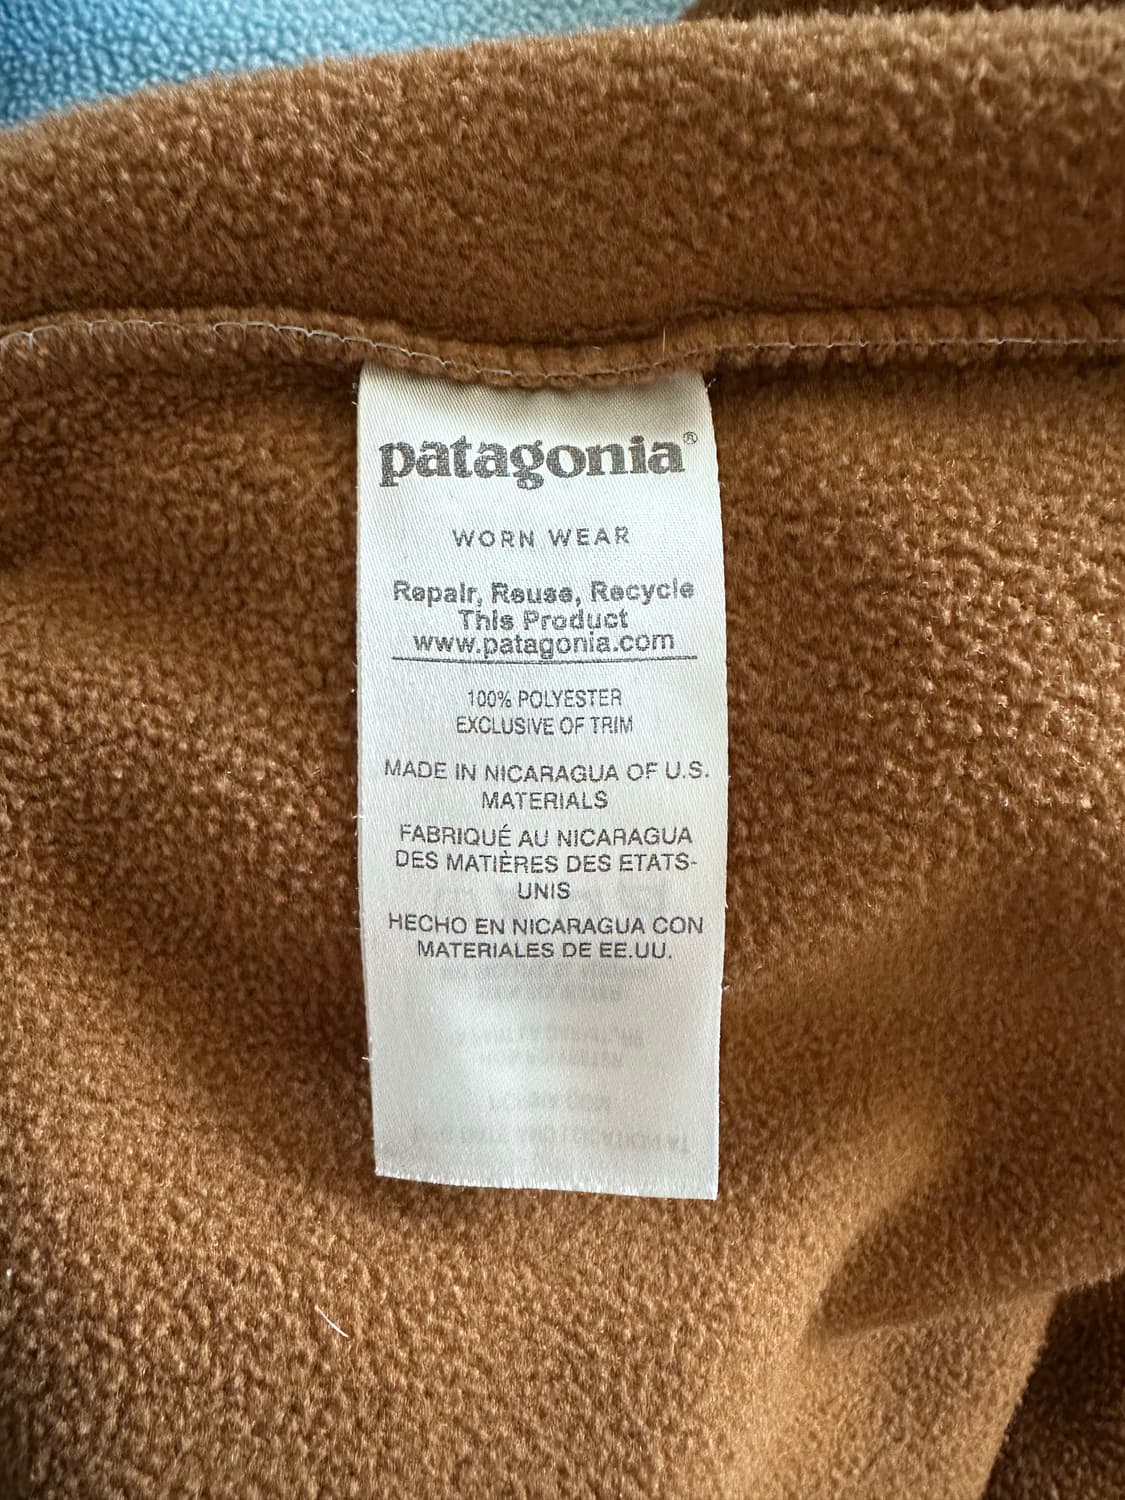 patagonia®
WORN WEAR
Repair, Reuse, Recycle
This Product
www.patagonia.com
100% POLYESTER
EXCLUSIVE OF TRIM
MADE IN NICARAGUA OF U.S.
MATERIALS
FABRIQUÉ AU NICARAGUA
DES MATIÈRES DES ETATS-
UNIS
HECHO EN NICARAGUA CON
MATERIALES DE EE.UU.